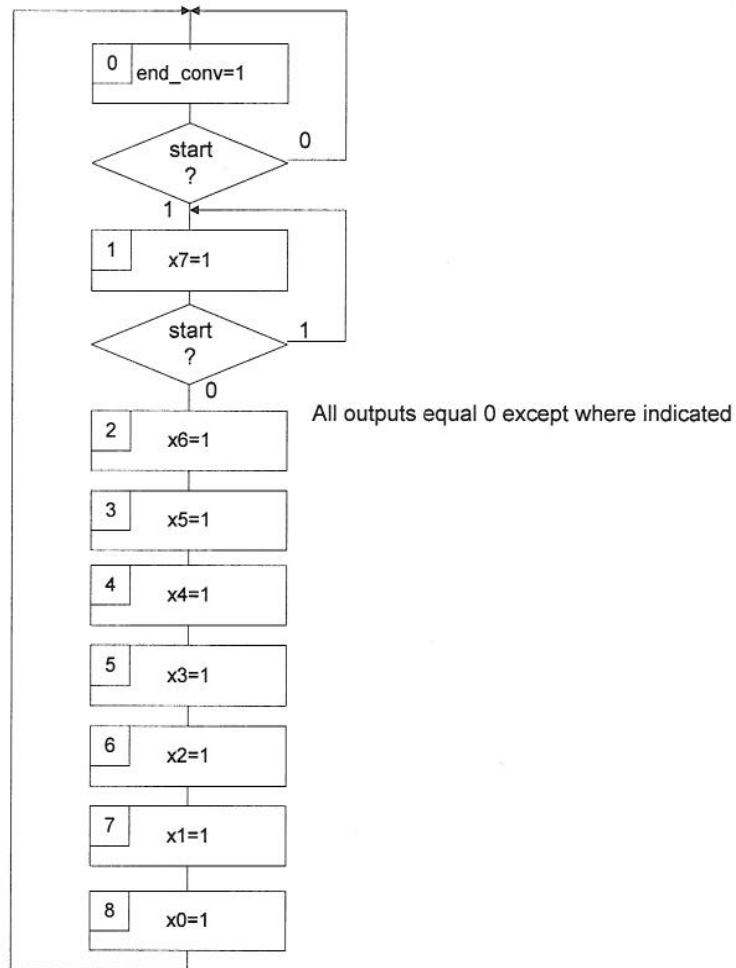 0
end_conv=1
start
?
0
1
1
x7=1
start
?
1
0
All outputs equal 0 except where indicated
2
x6=1
3
x5=1
4
x4=1
5
x3=1
6
x2=1
7
x1=1
8
x0=1